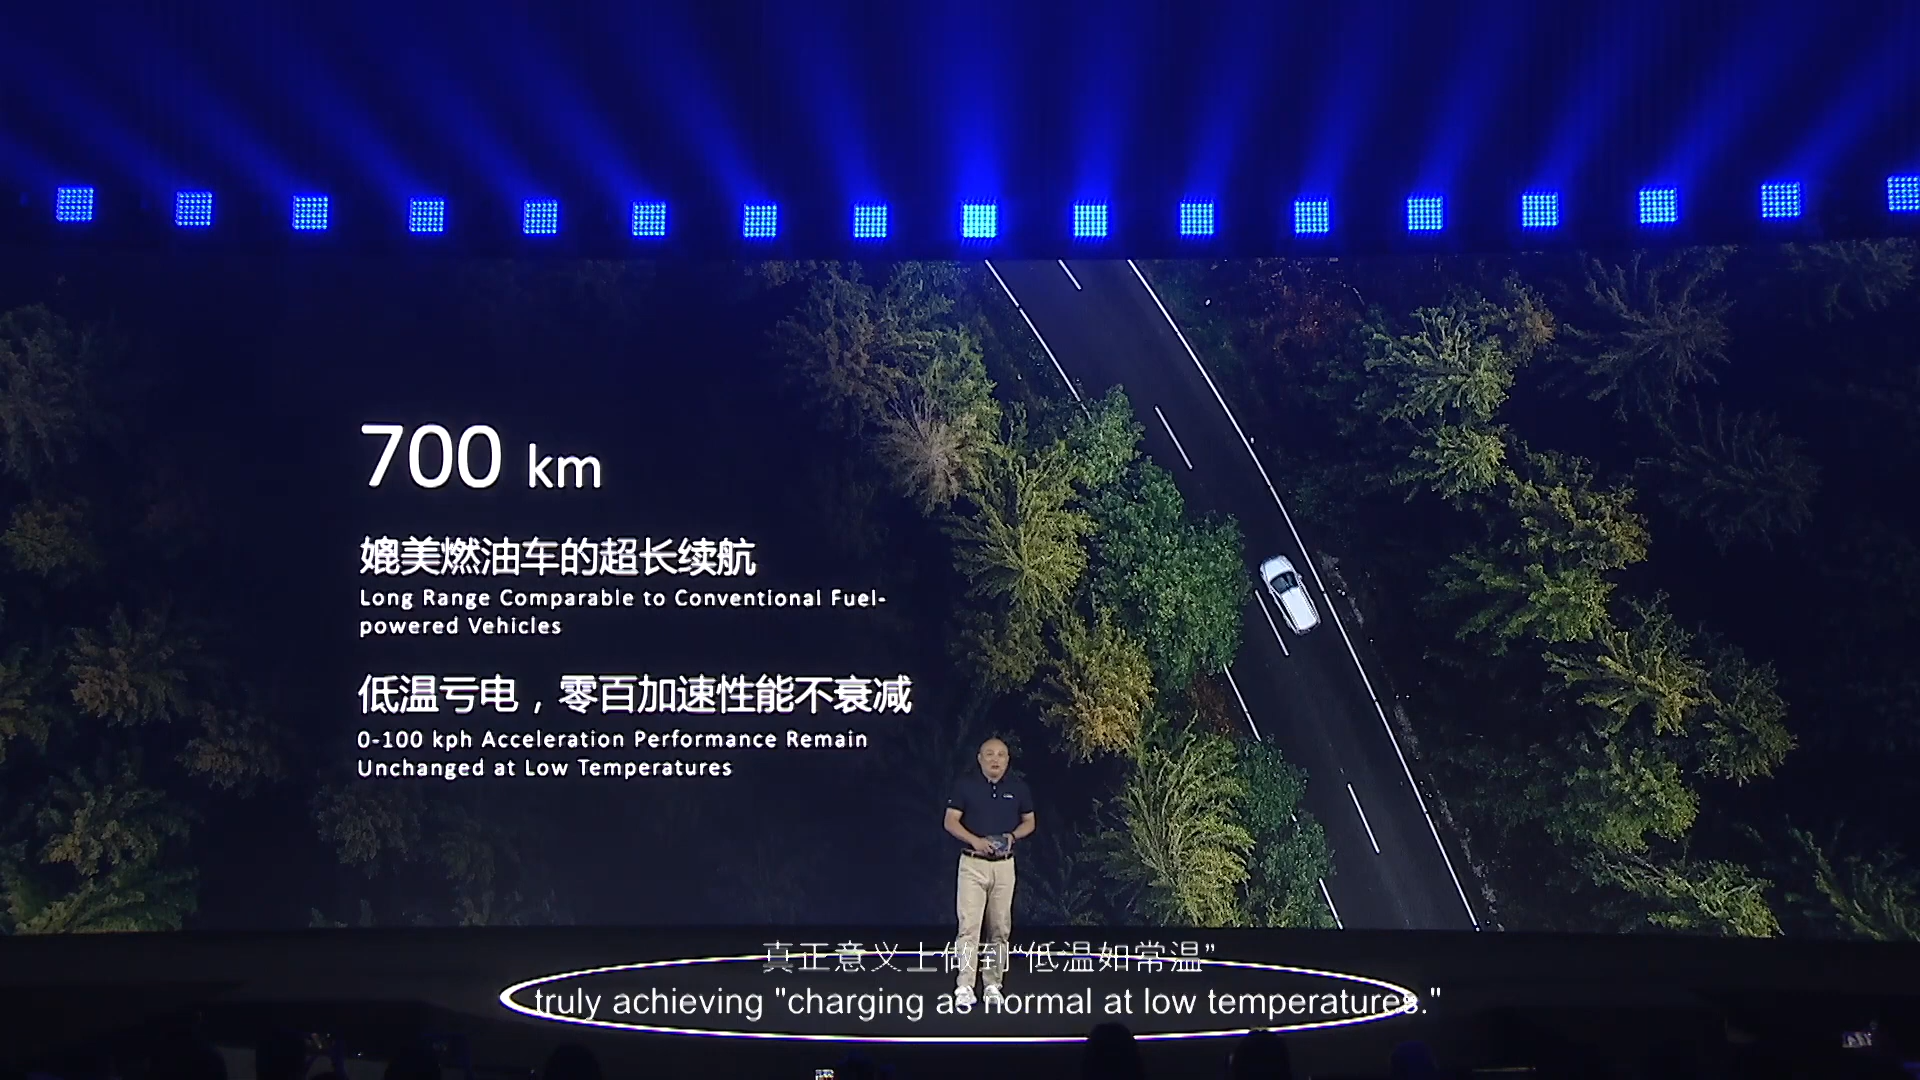 700 km
媲美燃油车的超长续航
Long Range Comparable to Conventional Fuel-
powered Vehicles
低温亏电，零百加速性能不衰减
0-100 kph Acceleration Performance Remain
Unchanged at Low Temperatures
真正意义上做到“低温如常温”
truly achieving "charging as normal at low temperatures."